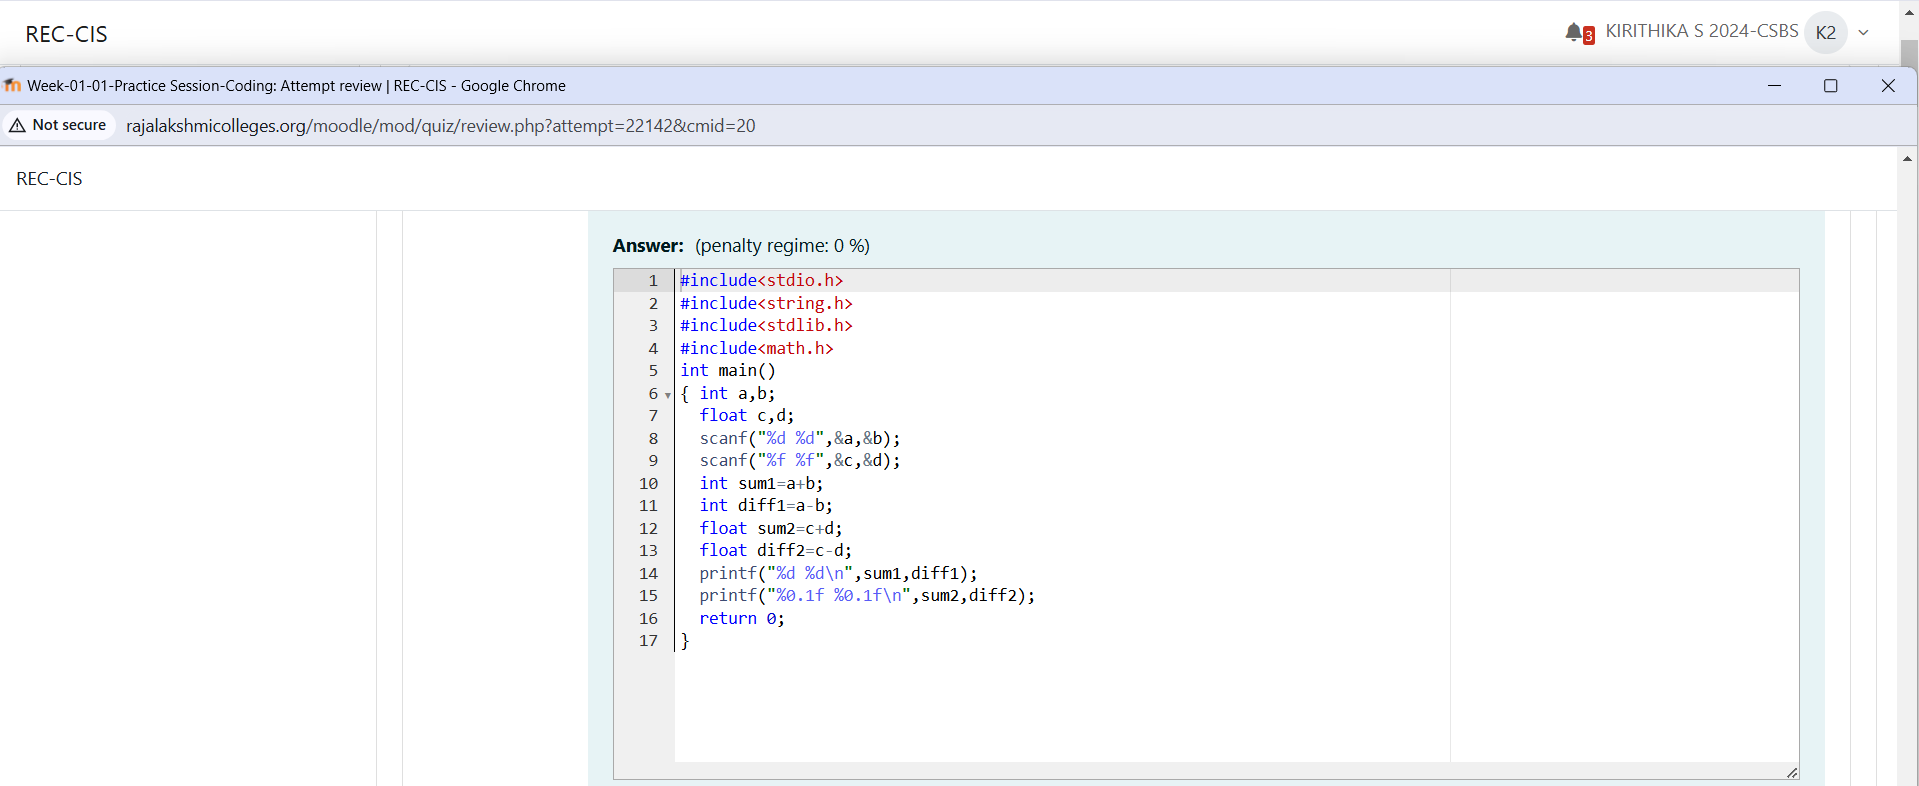 REC-CIS
3 KIRITHIKA S 2024-CSBS K2
Week-01-01-Practice Session-Coding: Attempt review | REC-CIS - Google Chrome
Not secure rajalakshmicolleges.org/moodle/mod/quiz/review.php?attempt=22142&cmid=20
REC-CIS
Answer: (penalty regime: 0 %)
1 #include<stdio.h>
2 #include<string.h>
3 #include<stdlib.h>
4 #include<math.h>
5 int main()
6 { int a,b;
7 float c,d;
8 scanf("%d %d",&a,&b);
9 scanf("%f %f",&c,&d);
10 int sum1=a+b;
11 int diff1=a-b;
12 float sum2=c+d;
13 float diff2=c-d;
14 printf("%d %d\n",sum1,diff1);
15 printf("%0.1f %0.1f\n",sum2,diff2);
16 return 0;
17 }